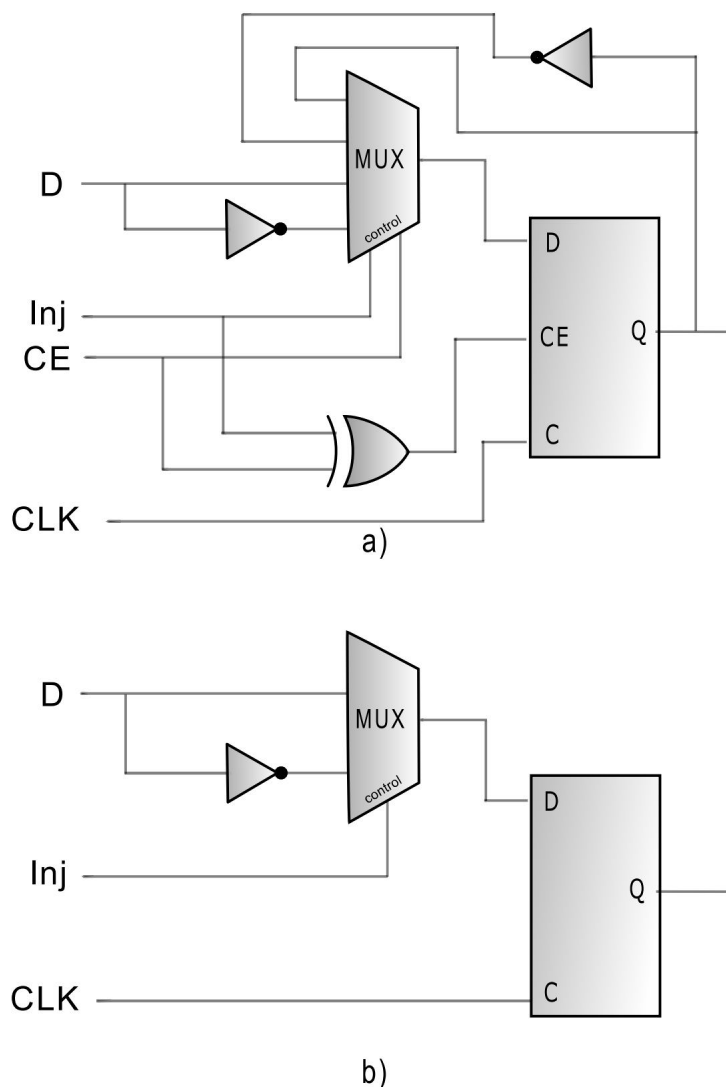 MUX
D
control
D
Inj
CE
Q
CE
C
CLK
a)
D
MUX
control
D
Inj
Q
CLK
C
b)